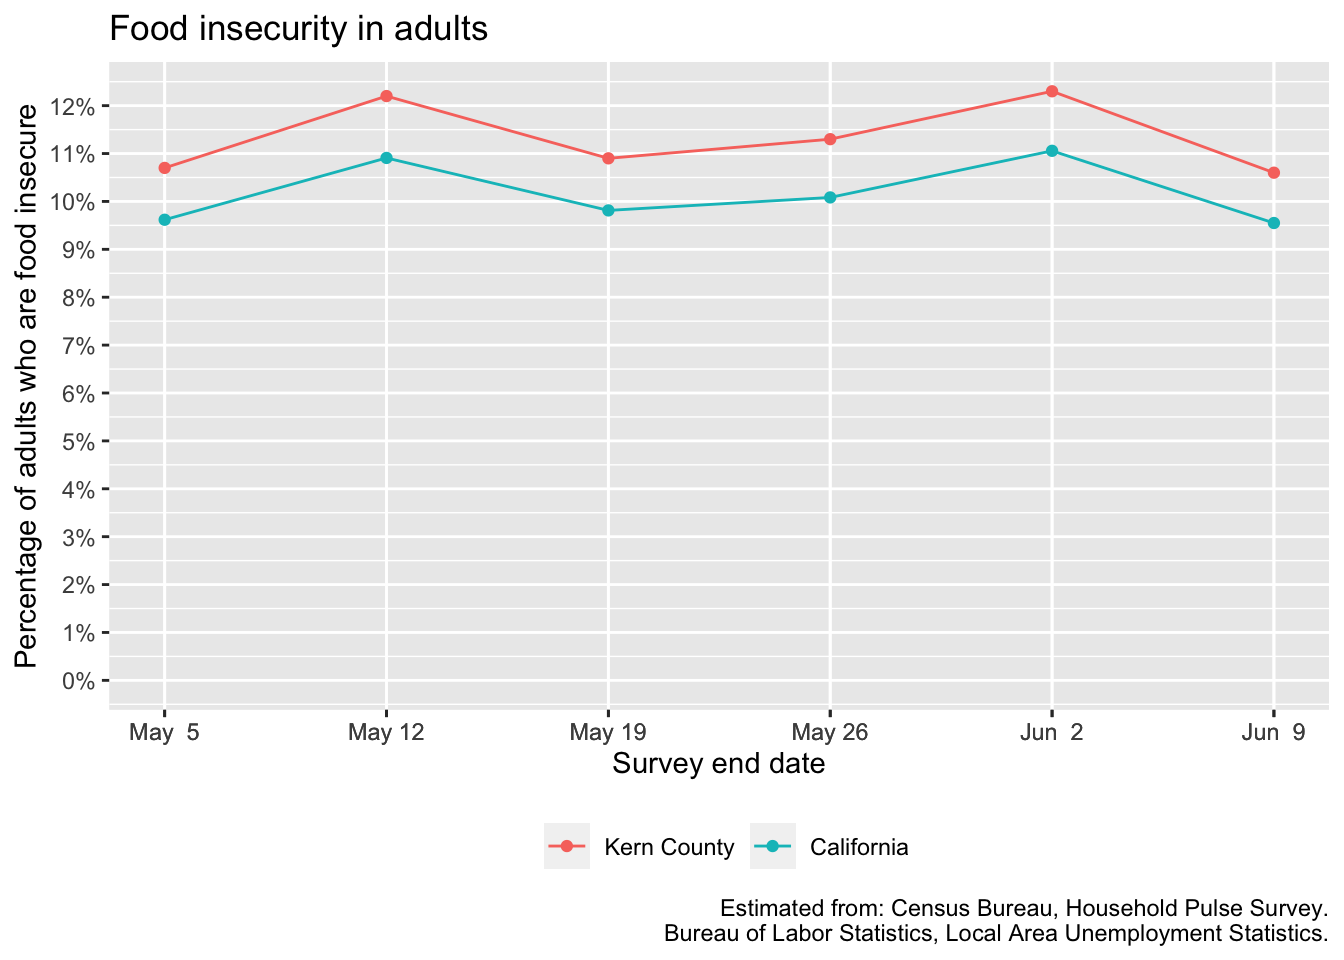 Food insecurity in adults
Percentage of adults who are food insecure
12%
11%
10%
9%
8%
7%
6%
5%
4%
3%
2%
1%
0%
May 5
May 12
May 19
May 26
Jun 2
Jun 9
Survey end date
Kern County
California
Estimated from: Census Bureau, Household Pulse Survey.
Bureau of Labor Statistics, Local Area Unemployment Statistics.